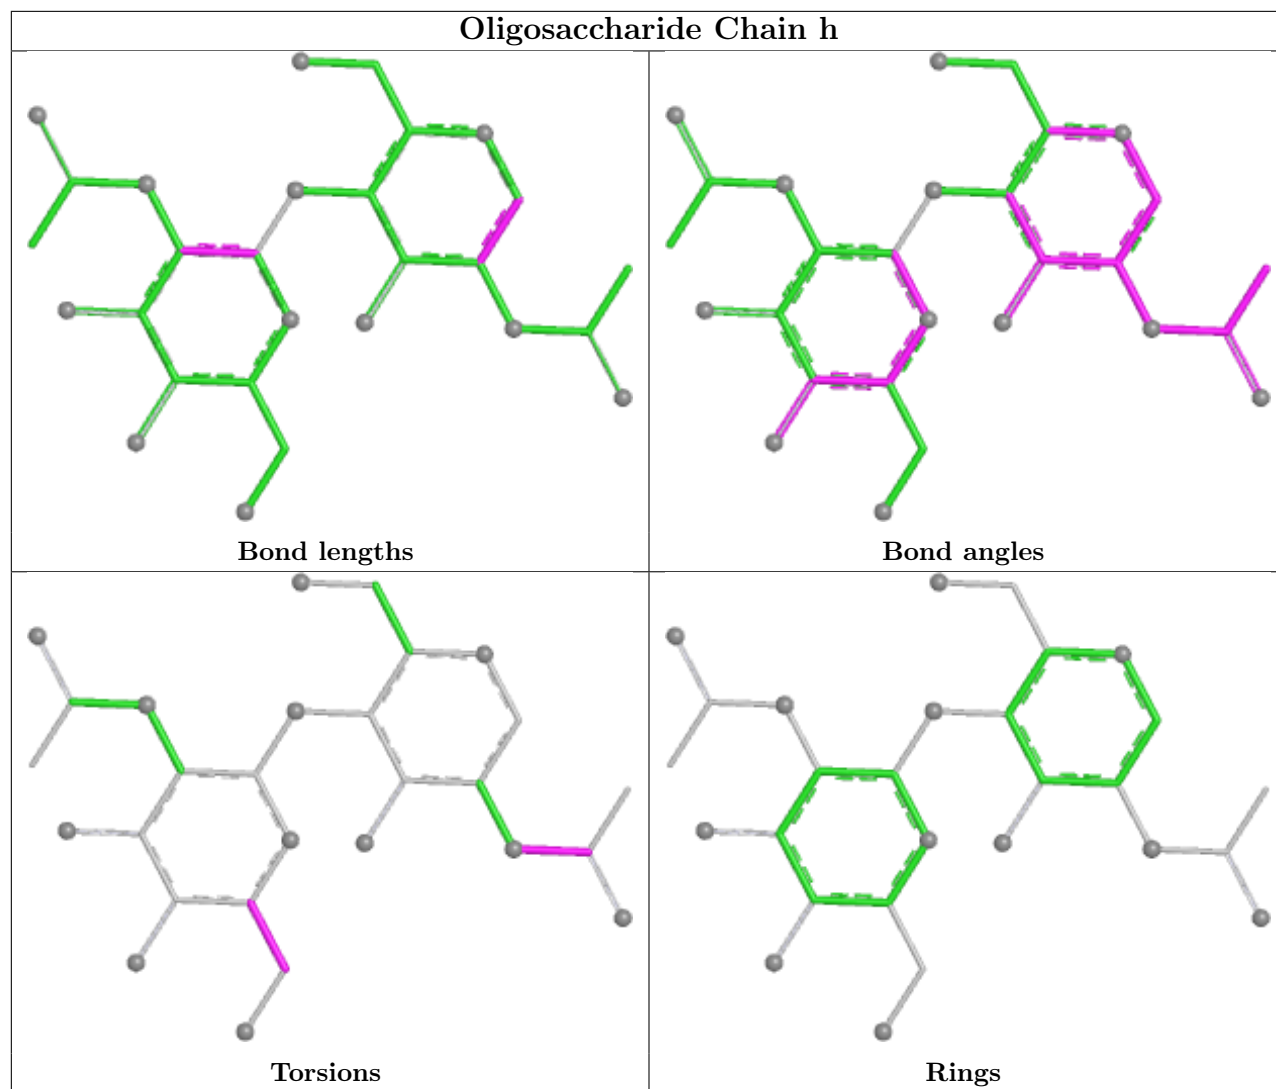 Oligosaccharide Chain h
Bond lengths
Bond angles
Torsions
Rings